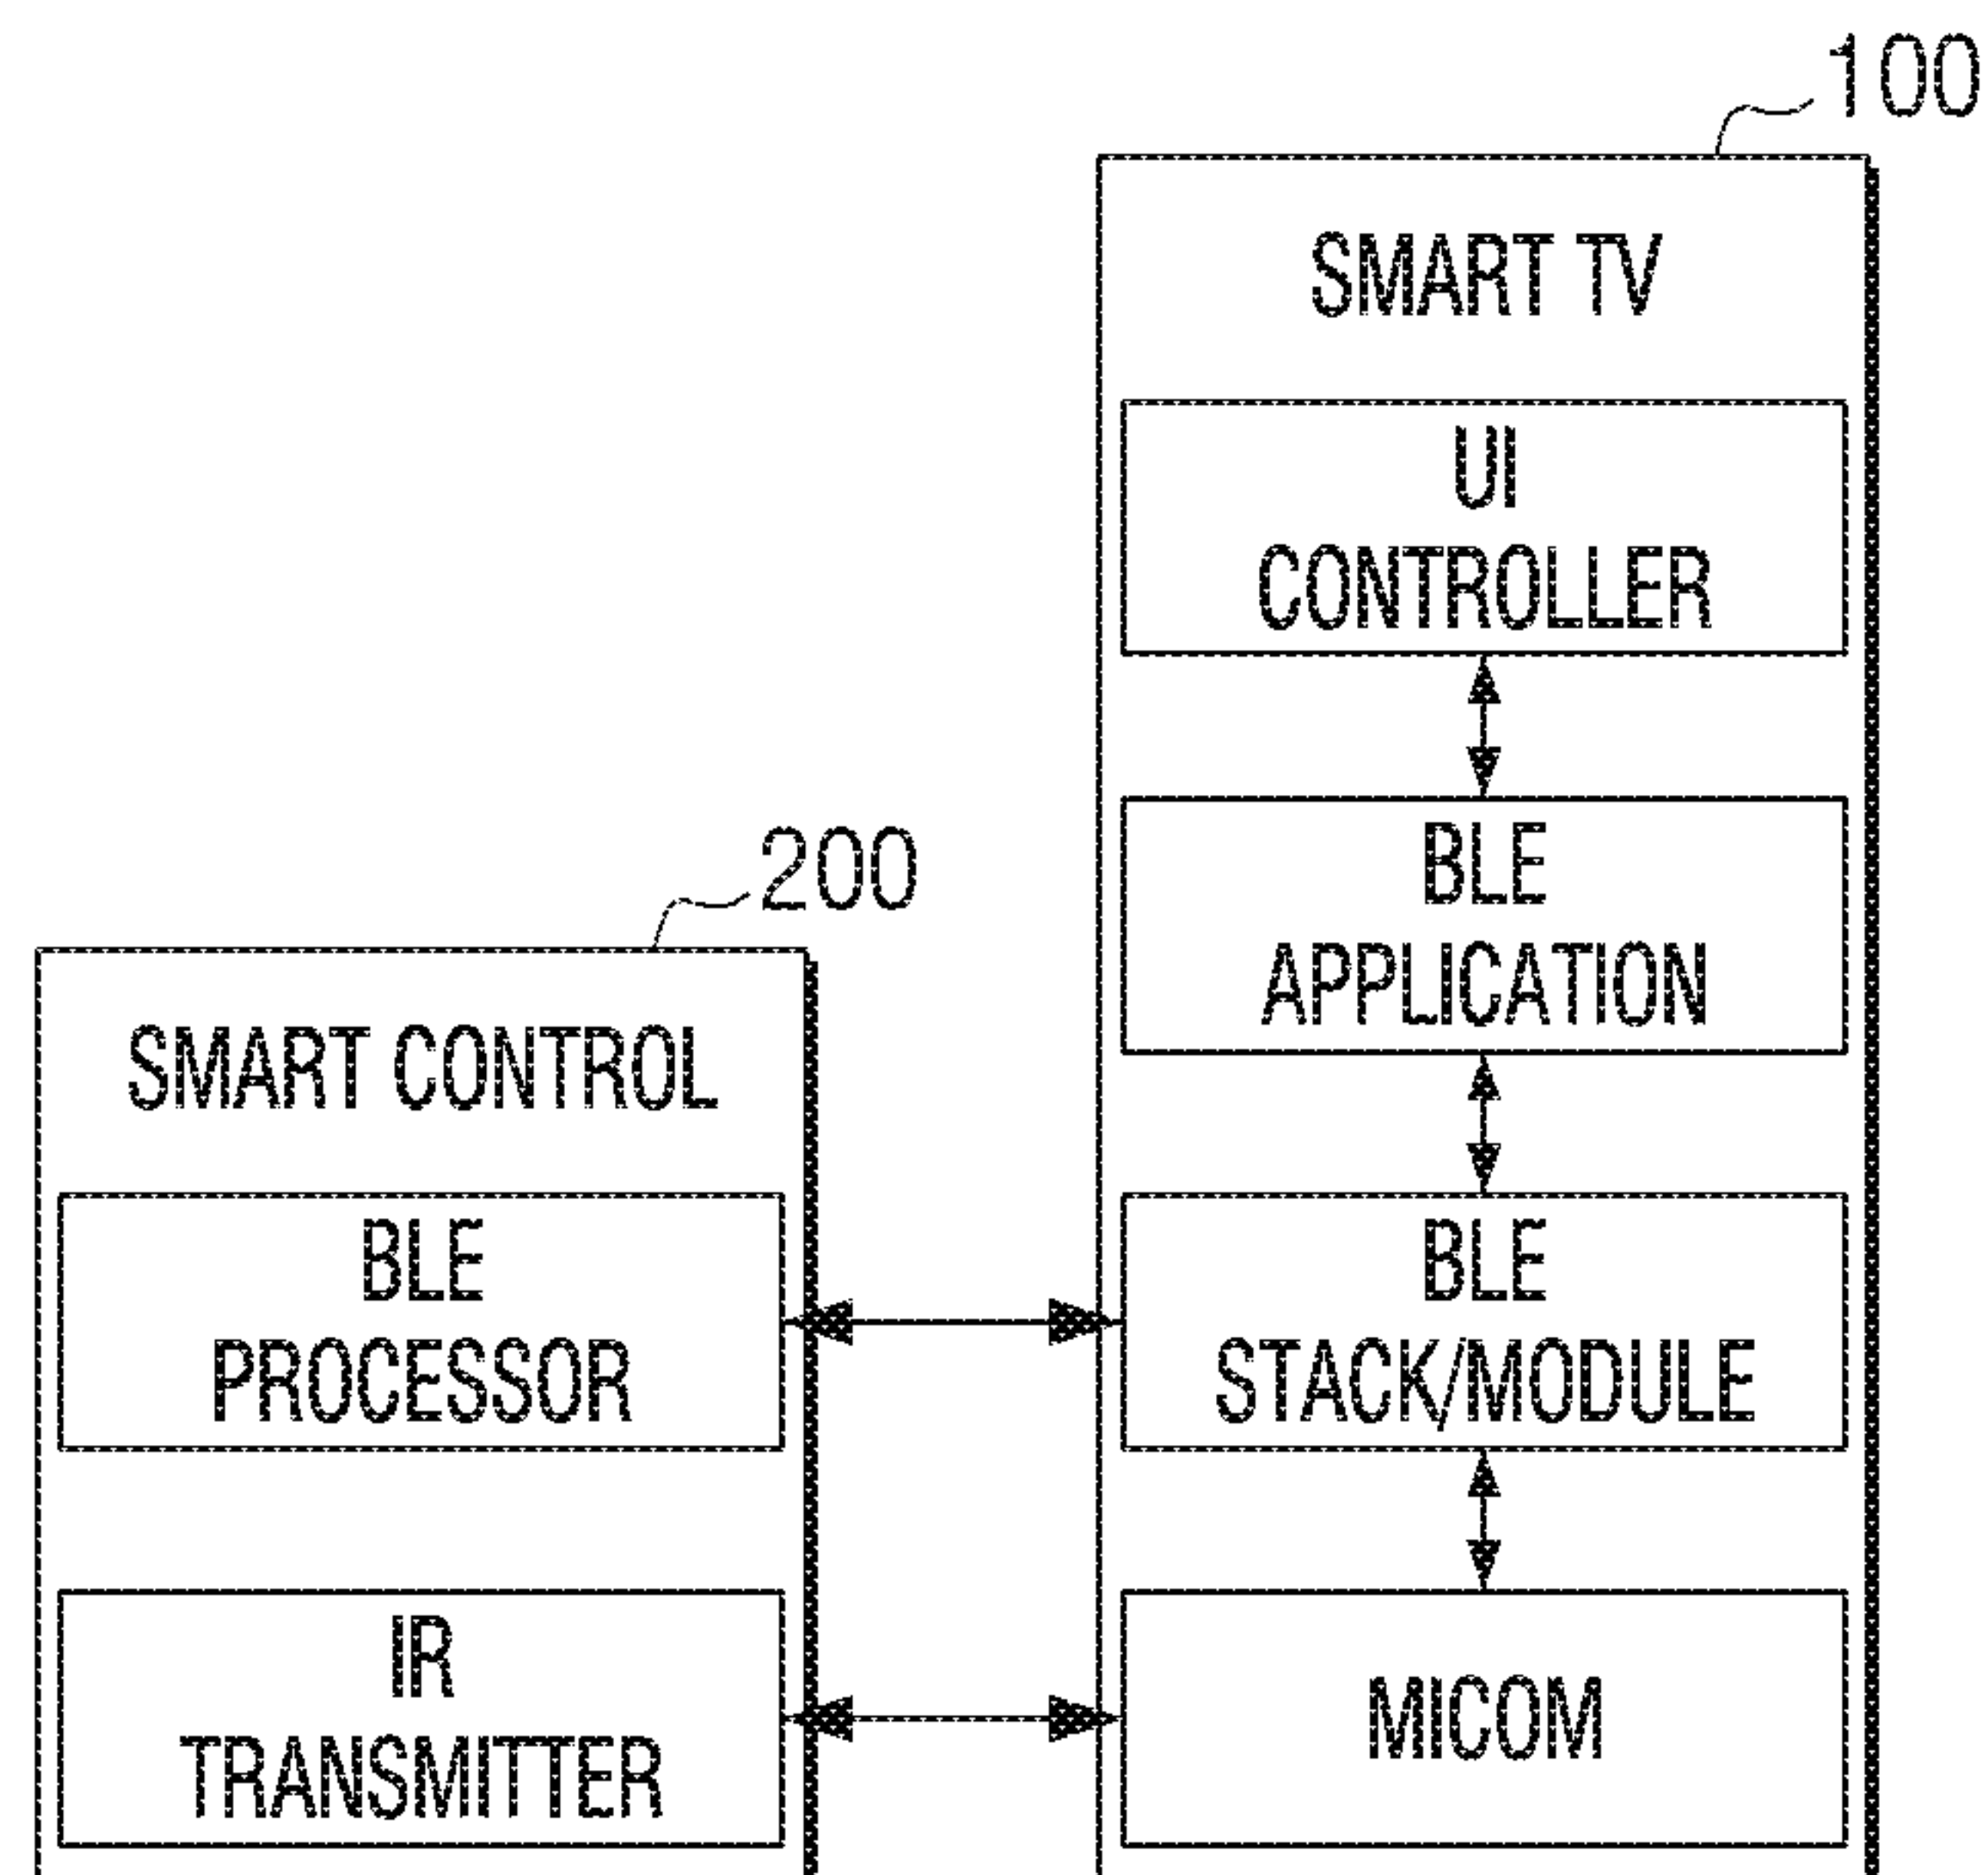 100
SMART TV
UI
CONTROLLER
BLE
APPLICATION
BLE
STACK/MODULE
MICOM
200
SMART CONTROL
BLE
PROCESSOR
IR
TRANSMITTER